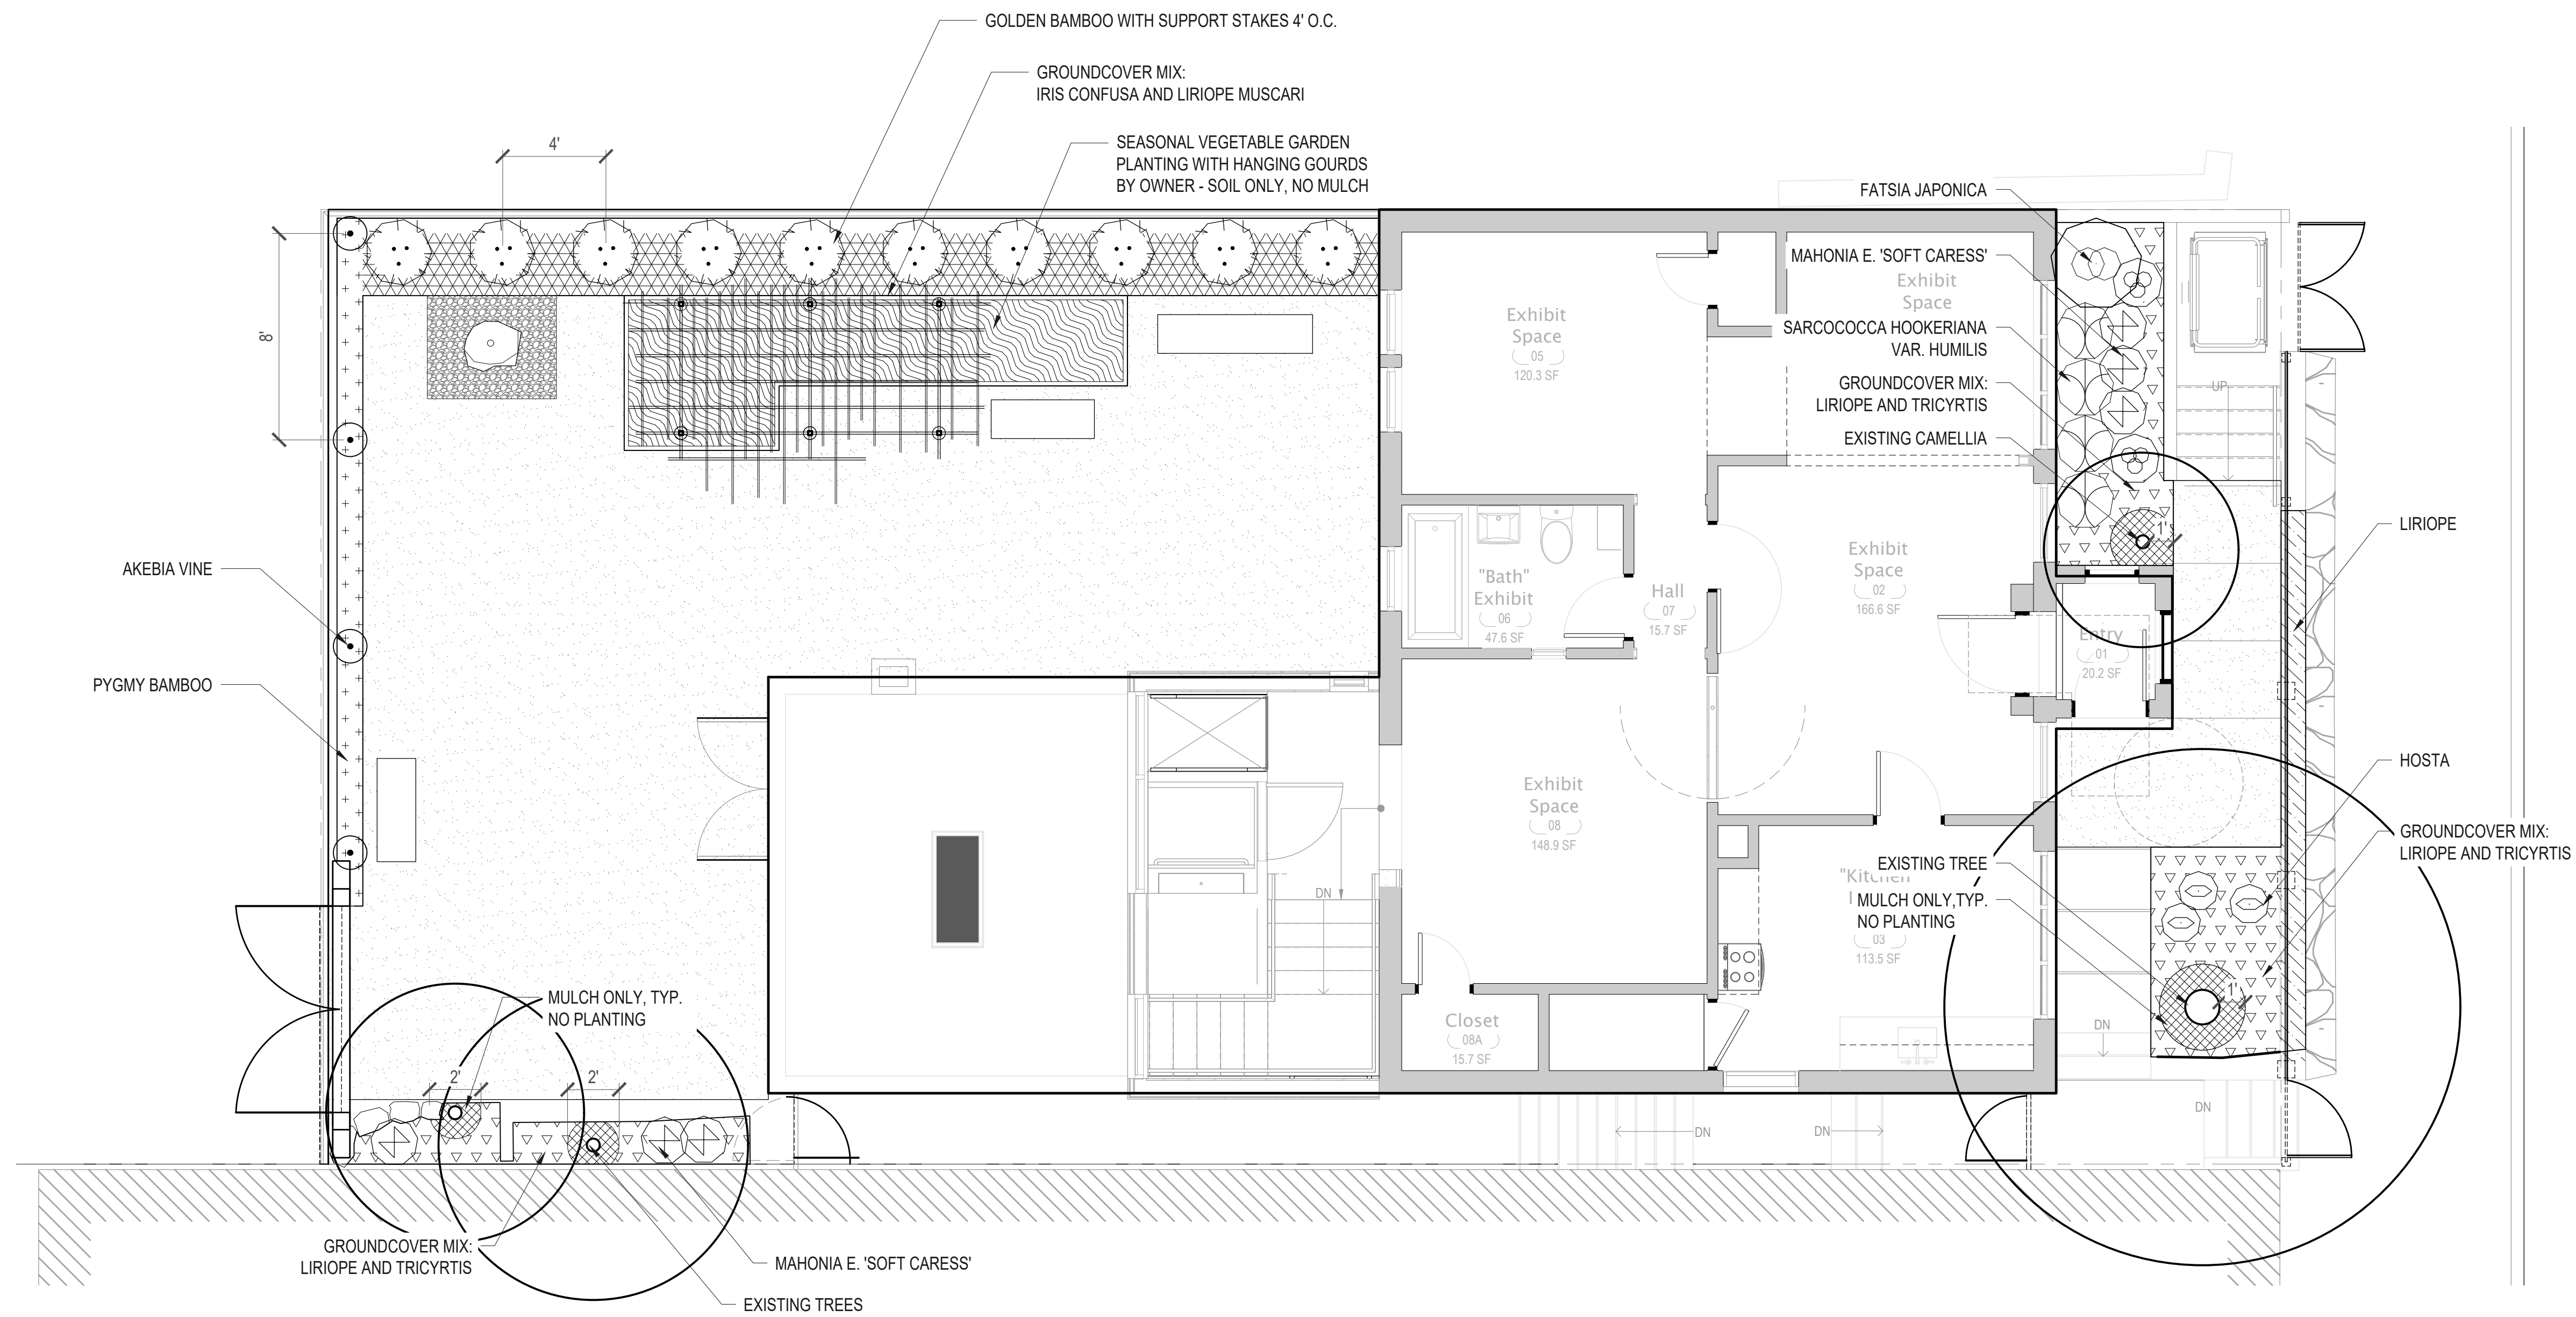 GOLDEN BAMBOO WITH SUPPORT STAKES 4' O.C.
GROUNDCOVER MIX:
IRIS CONFUSA AND LIRIOPE MUSCARI
SEASONAL VEGETABLE GARDEN
PLANTING WITH HANGING GOURDS
BY OWNER - SOIL ONLY, NO MULCH
4'
8'
AKEBIA VINE
PYGMY BAMBOO
FATSIA JAPONICA
MAHONIA E. 'SOFT CARESS'
Exhibit
Space
SARCOCOCCA HOOKERIANA
VAR. HUMILIS
GROUNDCOVER MIX:
LIRIOPE AND TRICYRTIS
EXISTING CAMELLIA
Exhibit
Space
05
120.3 SF
UP
1'
LIRIOPE
"Bath"
Exhibit
06
47.6 SF
Hall
07
15.7 SF
Exhibit
Space
02
166.6 SF
Entry
01
20.2 SF
Exhibit
Space
08
148.9 SF
DN
HOSTA
GROUNDCOVER MIX:
LIRIOPE AND TRICYRTIS
EXISTING TREE
"Kitchen
MULCH ONLY,TYP.
NO PLANTING
03
113.5 SF
1'
DN
Closet
08A
15.7 SF
MULCH ONLY, TYP.
NO PLANTING
2'
2'
DN
DN
DN
GROUNDCOVER MIX:
LIRIOPE AND TRICYRTIS
MAHONIA E. 'SOFT CARESS'
EXISTING TREES